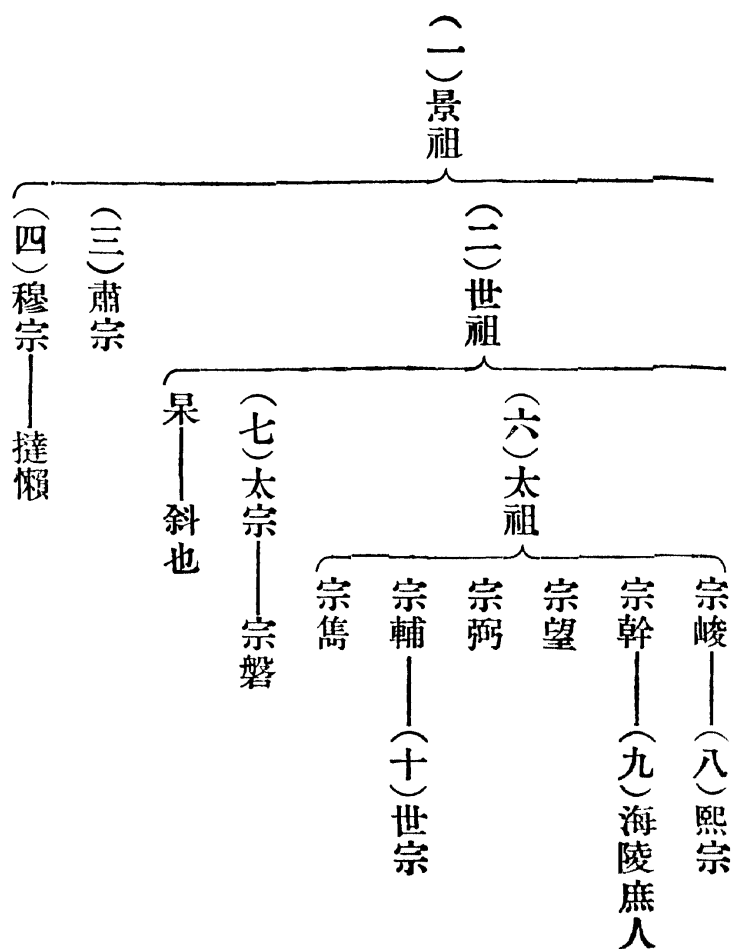 (一)景祖
(二)世祖
(三)肅宗
(四)穆宗
撻懶
(六)太祖
(七)太宗
宗磐
杲
斜也
宗峻
(八)熙宗
宗幹
(九)海陵庶人
宗望
宗弼
宗輔
(十)世宗
宗雋